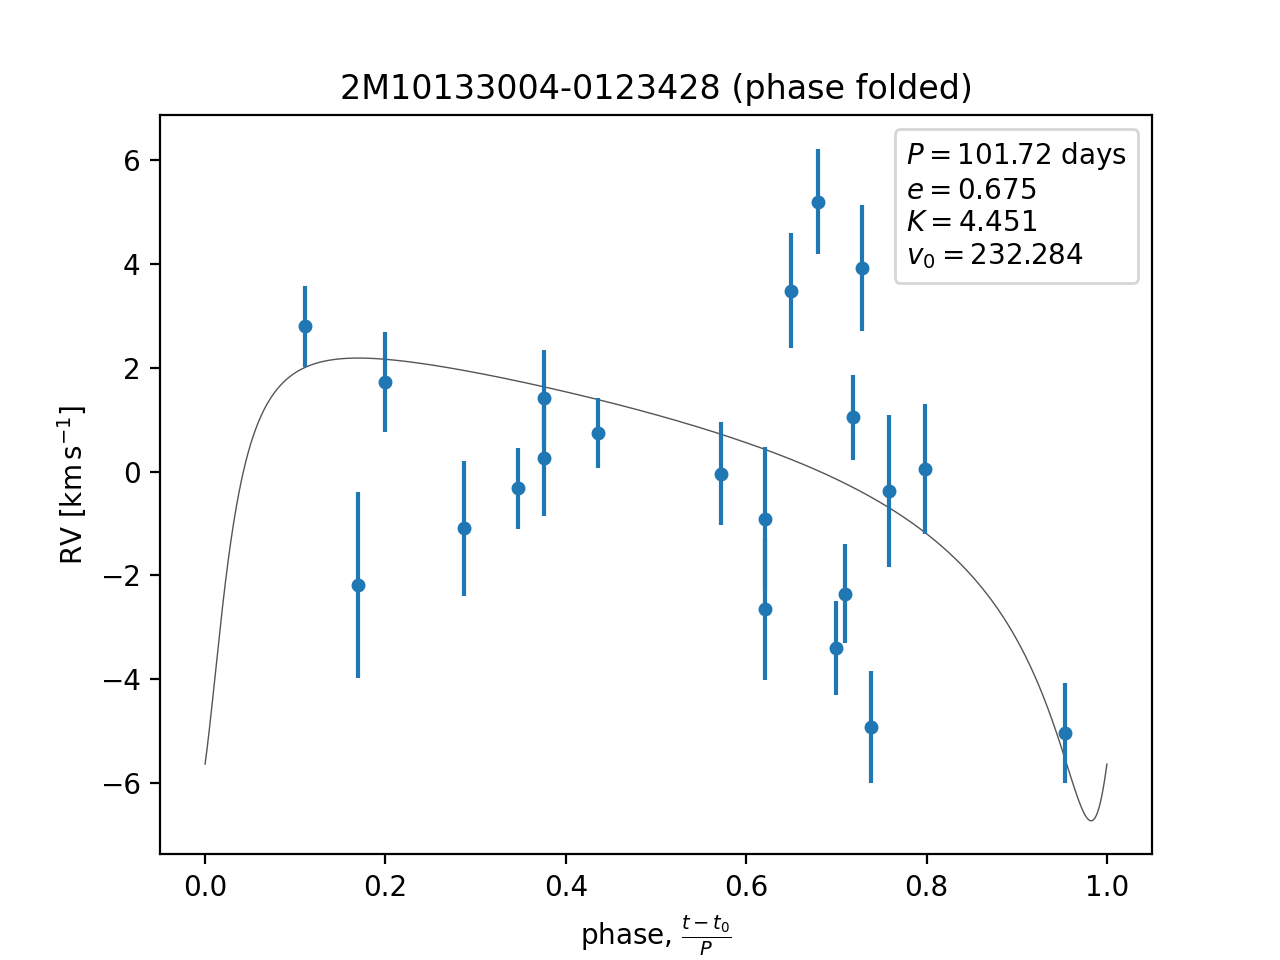 2M10133004-0123428 (phase folded)
P = 101.72 days
e = 0.675
K = 4.451
v₀ = 232.284
RV [km s⁻¹]
6
4
2
0
−2
−4
−6
0.0 0.2 0.4 0.6 0.8 1.0
phase, (t − t₀)/P